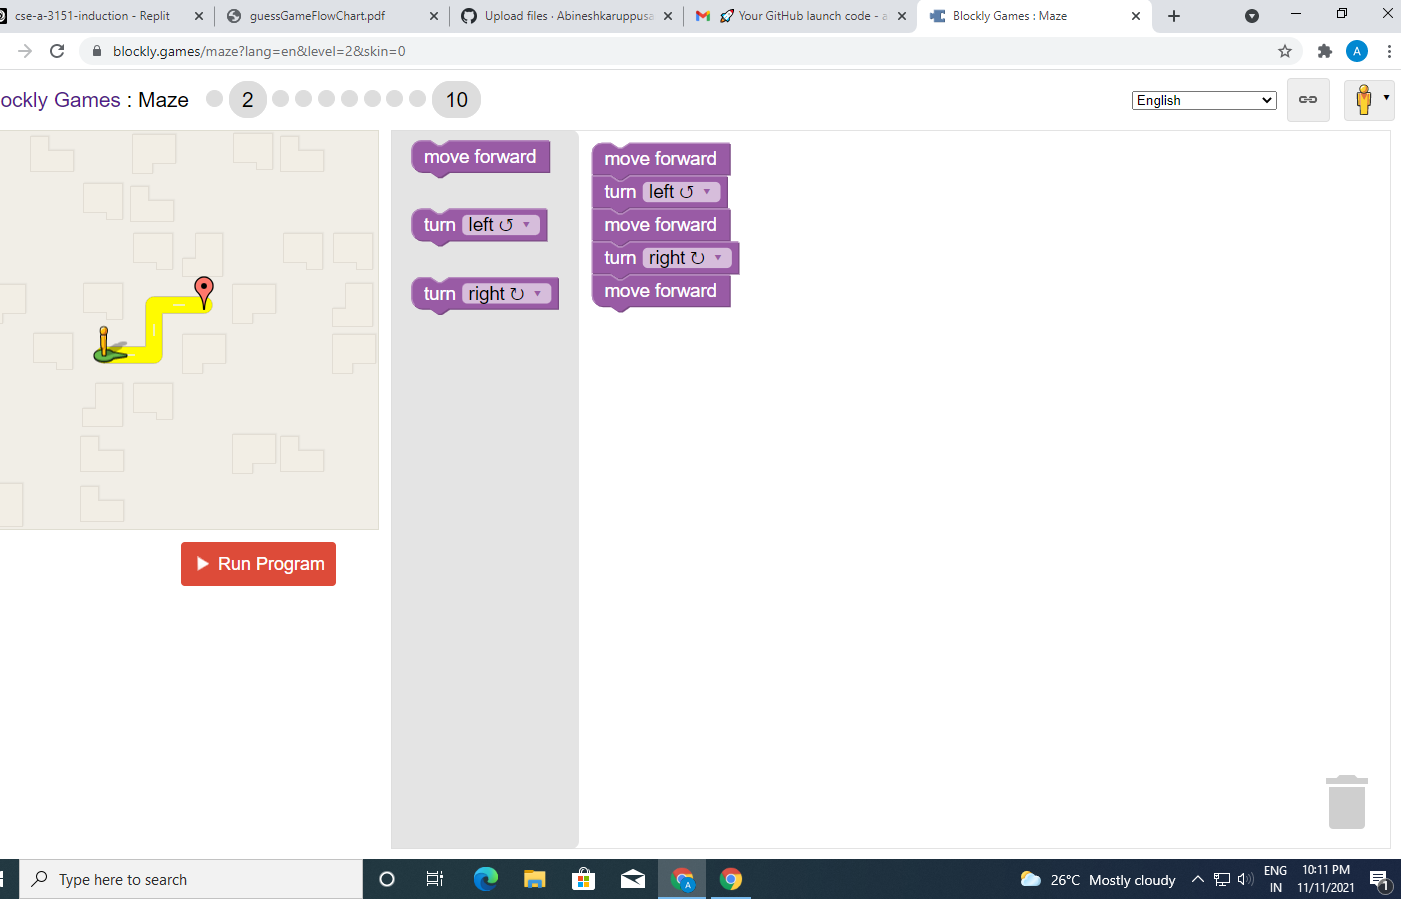 cse-a-3151-induction - Replit
guessGameFlowChart.pdf
Upload files · Abineshkaruppusa
Your GitHub launch code - a
Blockly Games : Maze
blockly.games/maze?lang=en&level=2&skin=0
A
ockly Games : Maze
2
10
English
move forward
turn left ↺
turn right ↻
move forward
turn left ↺
move forward
turn right ↻
move forward
Run Program
Type here to search
A
26°C Mostly cloudy
ENG
IN
10:11 PM
11/11/2021
1